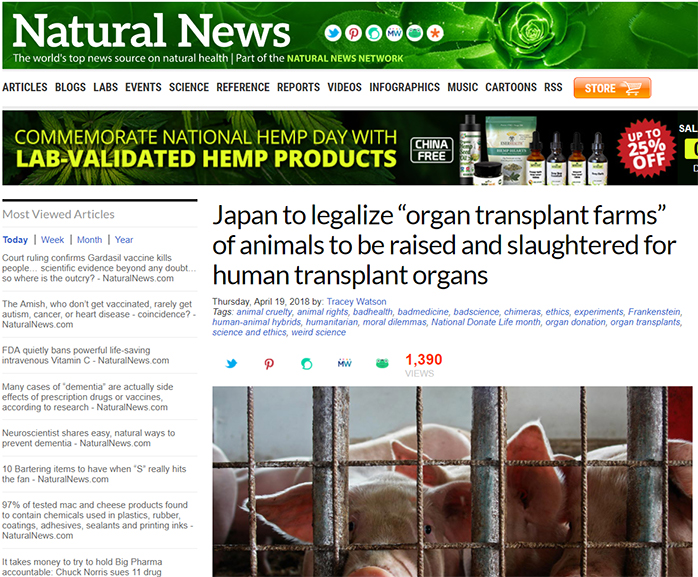 Natural News
The world's top news source on natural health | Part of the NATURAL NEWS NETWORK
MW
ARTICLES BLOGS LABS EVENTS SCIENCE REFERENCE REPORTS VIDEOS INFOGRAPHICS MUSIC CARTOONS RSS STORE
COMMEMORATE NATIONAL HEMP DAY WITH
LAB-VALIDATED HEMP PRODUCTS
CHINA
FREE
UP TO
25%
OFF
Most Viewed Articles
Today | Week | Month | Year
Court ruling confirms Gardasil vaccine kills
people... scientific evidence beyond any doubt...
so where is the outcry? - NaturalNews.com
The Amish, who don't get vaccinated, rarely get
autism, cancer, or heart disease - coincidence? -
NaturalNews.com
FDA quietly bans powerful life-saving
intravenous Vitamin C - NaturalNews.com
Many cases of "dementia" are actually side
effects of prescription drugs or vaccines,
according to research - NaturalNews.com
Neuroscientist shares easy, natural ways to
prevent dementia - NaturalNews.com
10 Bartering items to have when "S" really hits
the fan - NaturalNews.com
97% of tested mac and cheese products found
to contain chemicals used in plastics, rubber,
coatings, adhesives, sealants and printing inks -
NaturalNews.com
It takes money to try to hold Big Pharma
accountable: Chuck Norris sues 11 drug
Japan to legalize “organ transplant farms”
of animals to be raised and slaughtered for
human transplant organs
Thursday, April 19, 2018 by: Tracey Watson
Tags: animal cruelty, animal rights, badhealth, badmedicine, badscience, chimeras, ethics, experiments, Frankenstein,
human-animal hybrids, humanitarian, moral dilemmas, National Donate Life month, organ donation, organ transplants,
science and ethics, weird science
MW
1,390
VIEWS